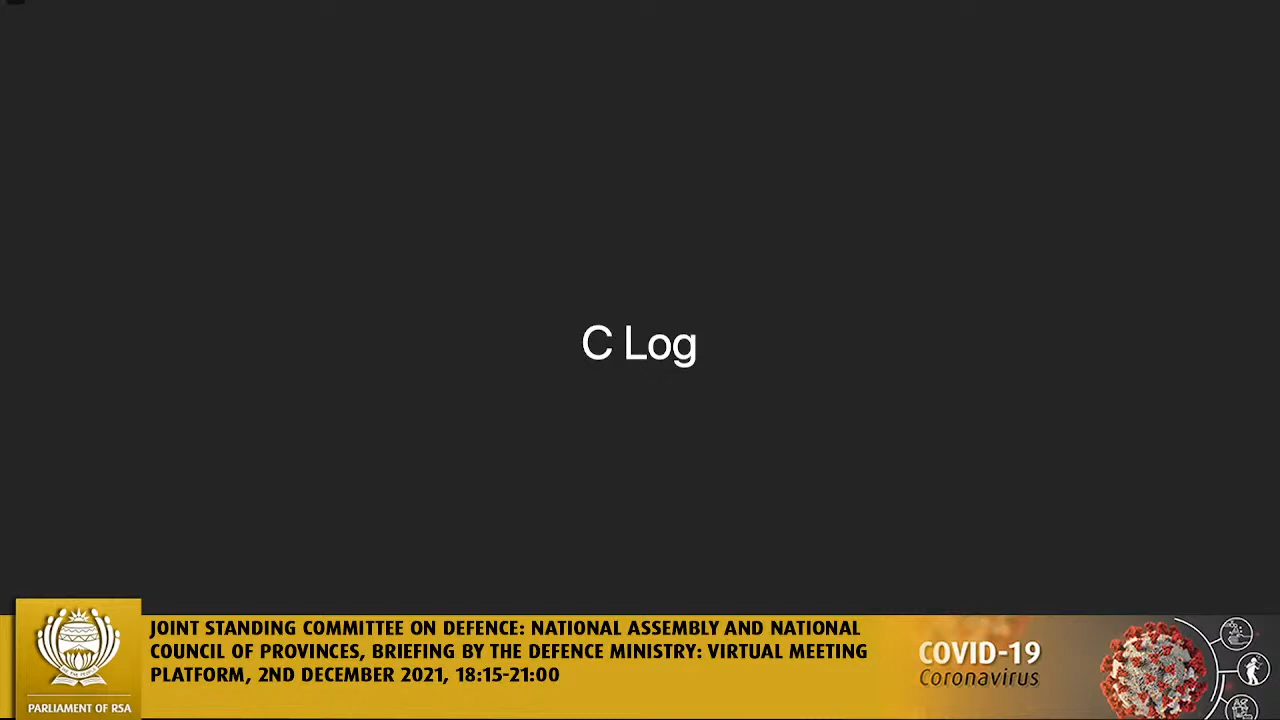 C Log
JOINT STANDING COMMITTEE ON DEFENCE: NATIONAL ASSEMBLY AND NATIONAL
COUNCIL OF PROVINCES, BRIEFING BY THE DEFENCE MINISTRY: VIRTUAL MEETING
PLATFORM, 2ND DECEMBER 2021, 18:15-21:00
PARLIAMENT OF RSA
COVID-19
Coronavirus